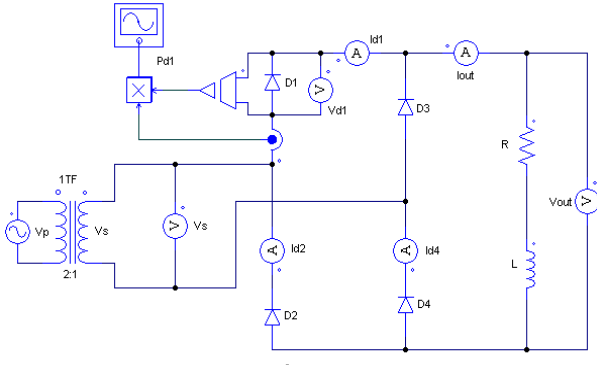 Pd1
Id1
Iout
D1
Vd1
D3
R
1TF
Vp
Vs
Vs
Id2
Id4
Vout
L
2:1
D2
D4
A
A
A
A
V
V
V